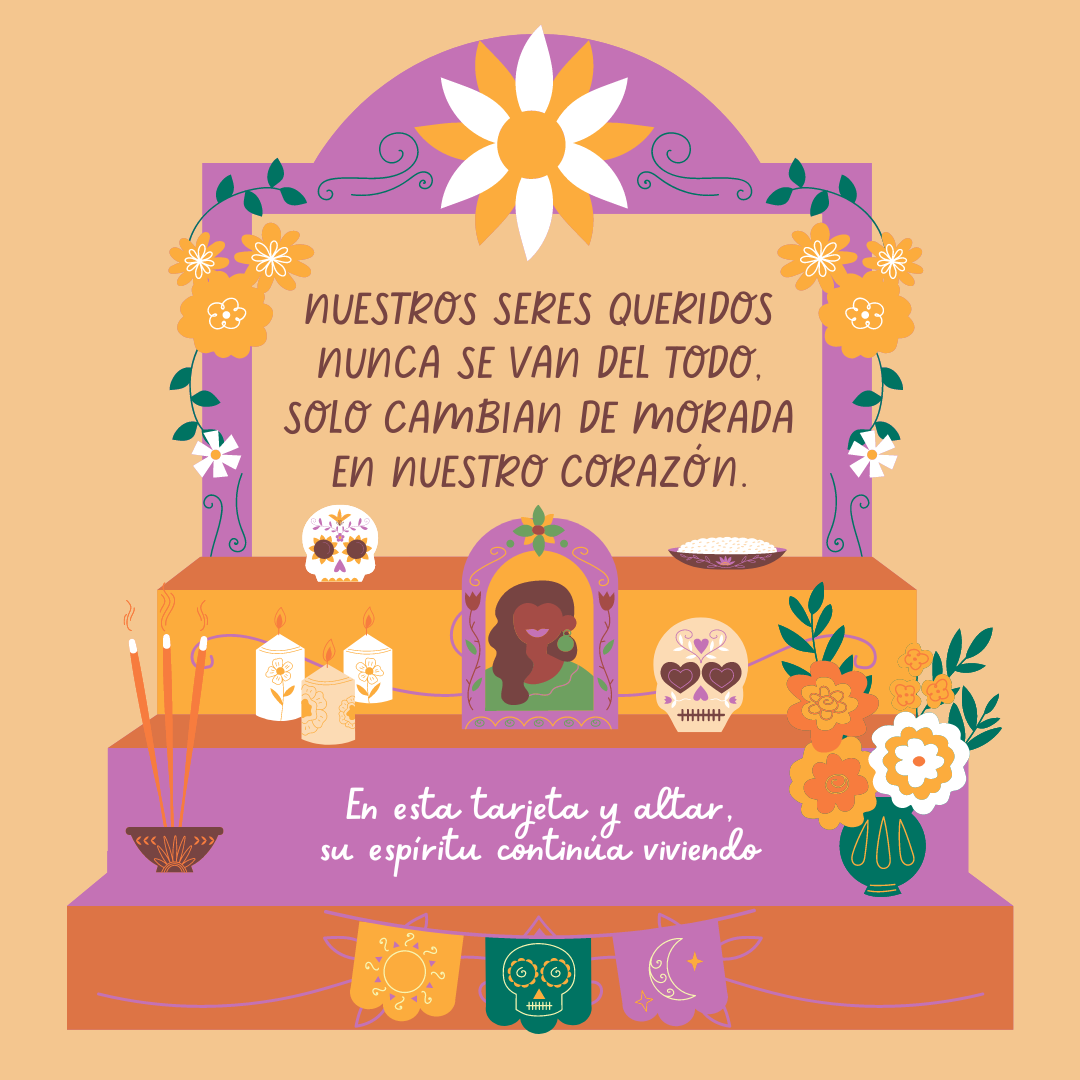 NUESTROS SERES QUERIDOS
NUNCA SE VAN DEL TODO,
SOLO CAMBIAN DE MORADA
EN NUESTRO CORAZÓN.
En esta tarjeta y altar,
su espíritu continúa viviendo